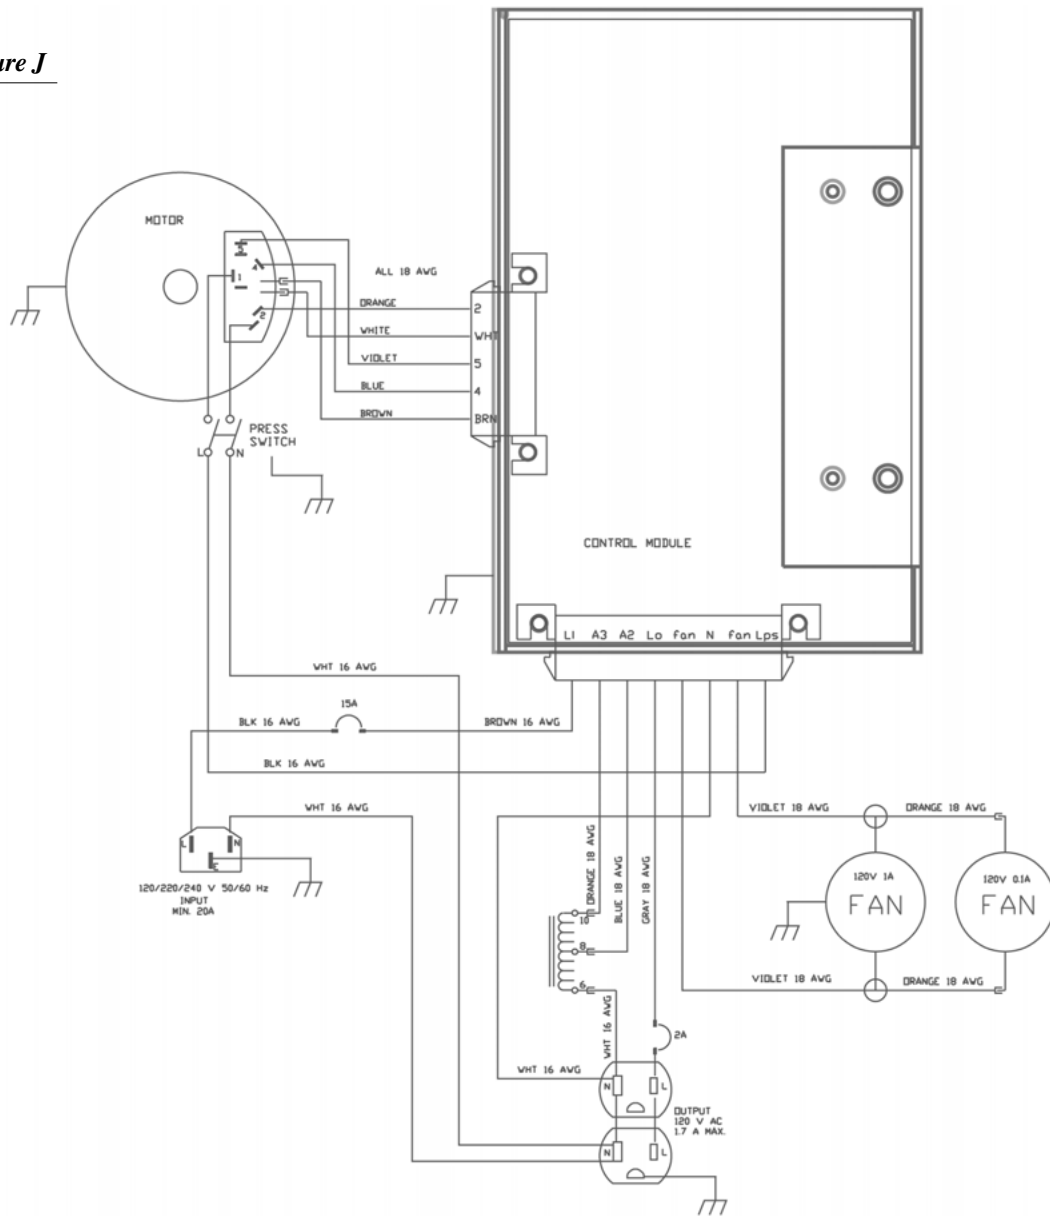 ure J
MOTOR
5
4
1
2
ALL 18 AWG
ORANGE
WHITE
VIOLET
BLUE
BROWN
2
WHT
5
4
BRN
PRESS
SWITCH
L N
CONTROL MODULE
L1 A3 A2 Lo fan N fan Lps
WHT 16 AWG
15A
BLK 16 AWG
BROWN 16 AWG
BLK 16 AWG
WHT 16 AWG
L N
E
120/220/240 V 50/60 Hz
INPUT
MIN. 20A
ORANGE 18 AWG
BLUE 18 AWG
GRAY 18 AWG
VIOLET 18 AWG
ORANGE 18 AWG
120V 1A
FAN
120V 0.1A
FAN
10
8
6
VIOLET 18 AWG
ORANGE 18 AWG
WHT 16 AWG
2A
WHT 16 AWG
N L
OUTPUT
120 V AC
1.7 A MAX.
N L